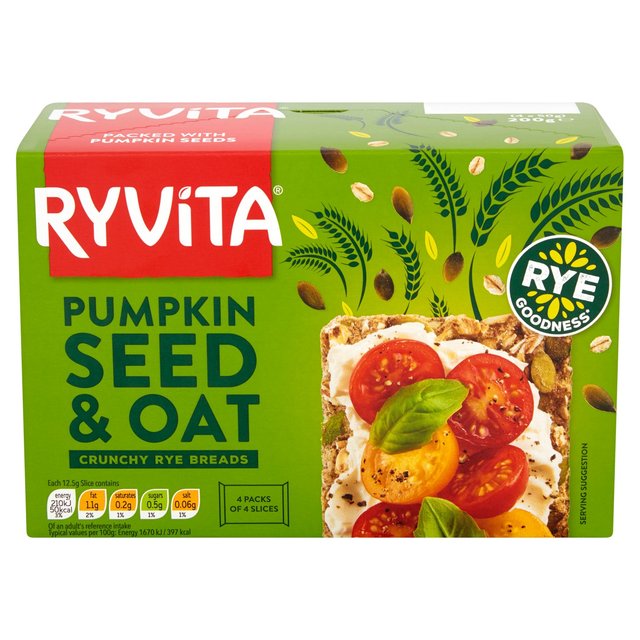 RYVITA
PACKED WITH
PUMPKIN SEEDS
(4 x 50g)
200g℮
RYVITA®
PUMPKIN
SEED
& OAT
CRUNCHY RYE BREADS
RYE
GOODNESS
Each 12.5g Slice contains
energy
210kJ
50kcal
3%
fat
1.1g
2%
saturates
0.2g
1%
sugars
0.5g
1%
salt
0.06g
1%
4 PACKS
OF 4 SLICES
Of an adult's reference intake
Typical values per 100g: Energy 1670 kJ / 397 kcal
SERVING SUGGESTION